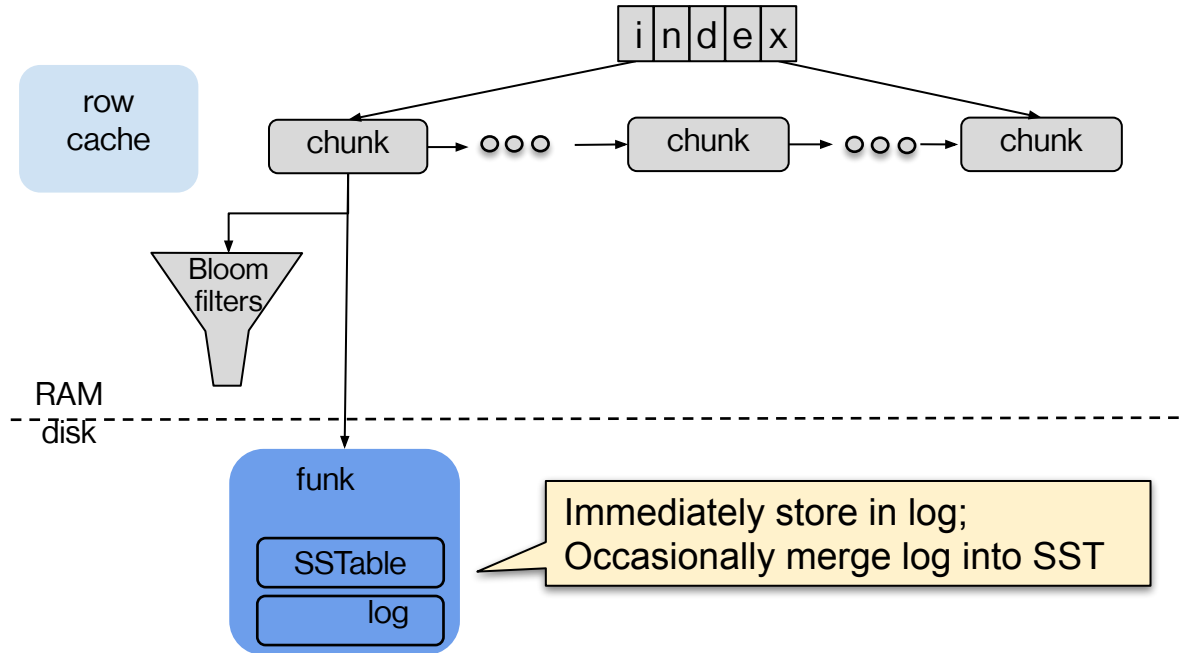 index
row
cache
chunk
chunk
chunk
Bloom
filters
RAM
disk
funk
SSTable
log
Immediately store in log;
Occasionally merge log into SST